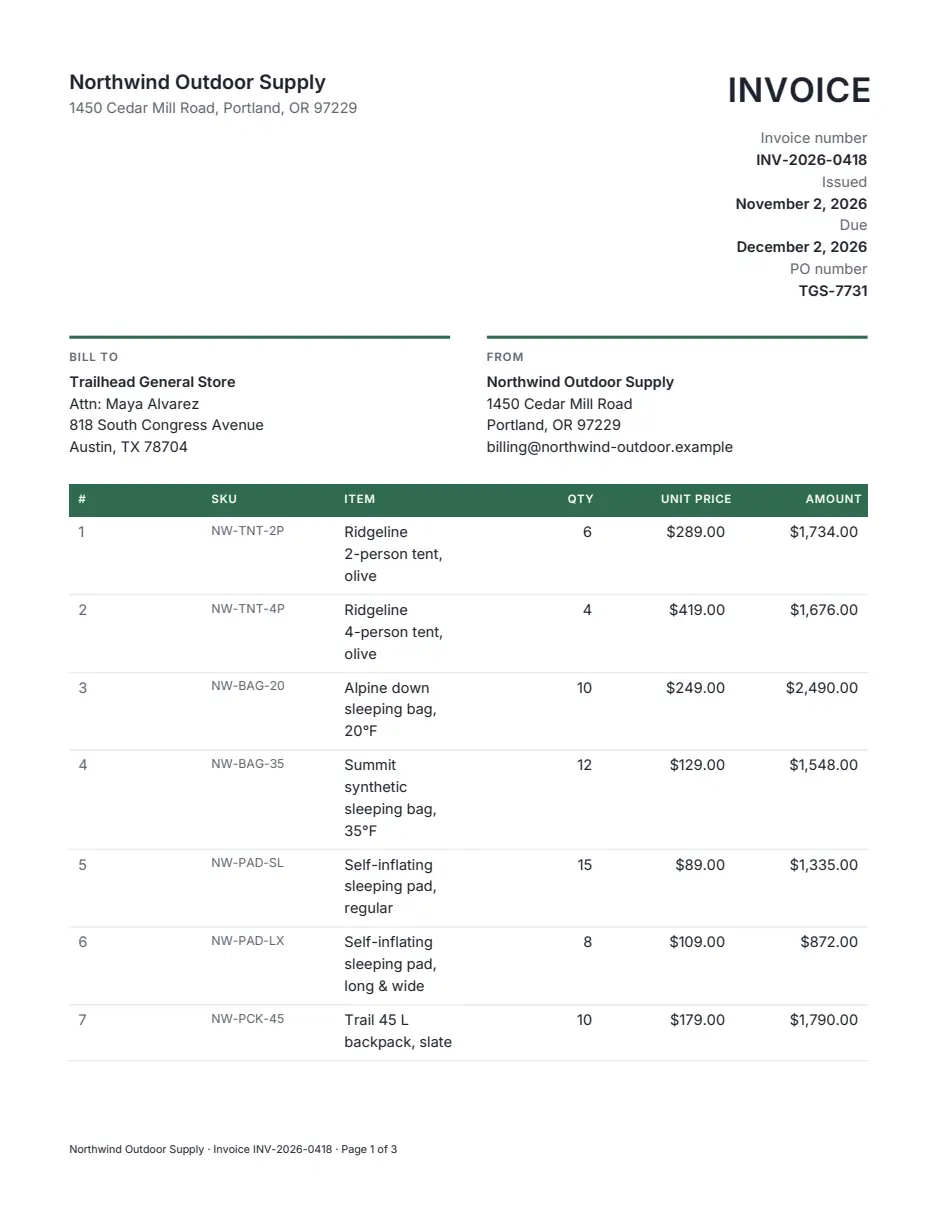 Northwind Outdoor Supply
1450 Cedar Mill Road, Portland, OR 97229
INVOICE
Invoice number
INV-2026-0418
Issued
November 2, 2026
Due
December 2, 2026
PO number
TGS-7731
BILL TO
Trailhead General Store
Attn: Maya Alvarez
818 South Congress Avenue
Austin, TX 78704
FROM
Northwind Outdoor Supply
1450 Cedar Mill Road
Portland, OR 97229
billing@northwind-outdoor.example
# SKU ITEM QTY UNIT PRICE AMOUNT
1 NW-TNT-2P Ridgeline 6 $289.00 $1,734.00
2-person tent,
olive
2 NW-TNT-4P Ridgeline 4 $419.00 $1,676.00
4-person tent,
olive
3 NW-BAG-20 Alpine down 10 $249.00 $2,490.00
sleeping bag,
20°F
4 NW-BAG-35 Summit 12 $129.00 $1,548.00
synthetic
sleeping bag,
35°F
5 NW-PAD-SL Self-inflating 15 $89.00 $1,335.00
sleeping pad,
regular
6 NW-PAD-LX Self-inflating 8 $109.00 $872.00
sleeping pad,
long & wide
7 NW-PCK-45 Trail 45 L 10 $179.00 $1,790.00
backpack, slate
Northwind Outdoor Supply · Invoice INV-2026-0418 · Page 1 of 3